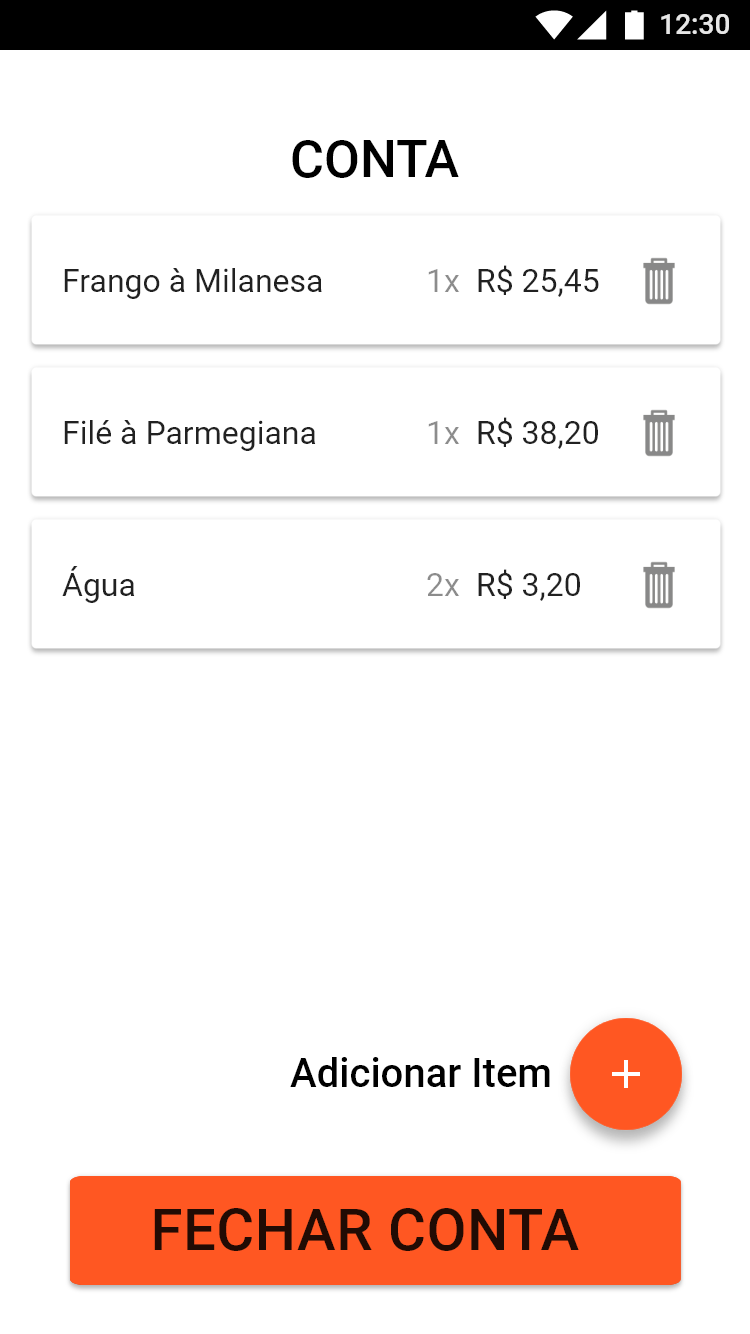 12:30
CONTA
Frango à Milanesa 1x R$ 25,45
Filé à Parmegiana 1x R$ 38,20
Água 2x R$ 3,20
Adicionar Item +
FECHAR CONTA